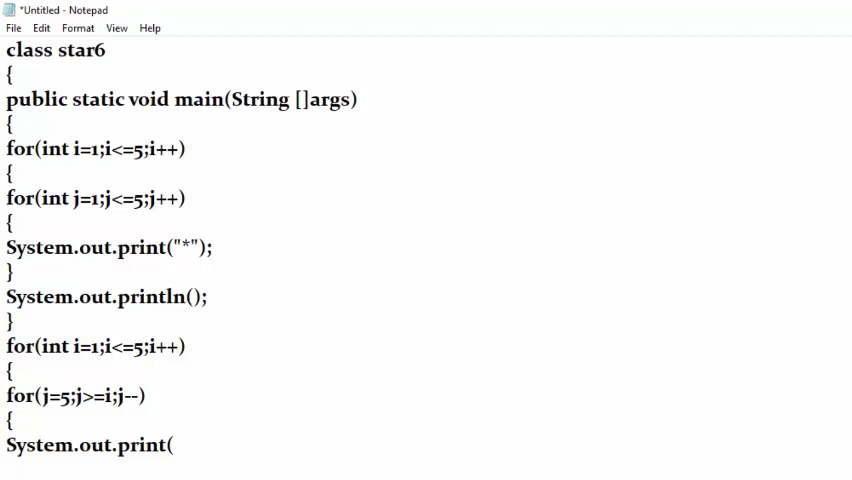 *Untitled - Notepad
File Edit Format View Help
class star6
{
public static void main(String []args)
{
for(int i=1;i<=5;i++)
{
for(int j=1;j<=5;j++)
{
System.out.print("*");
}
System.out.println();
}
for(int i=1;i<=5;i++)
{
for(j=5;j>=i;j--)
{
System.out.print(